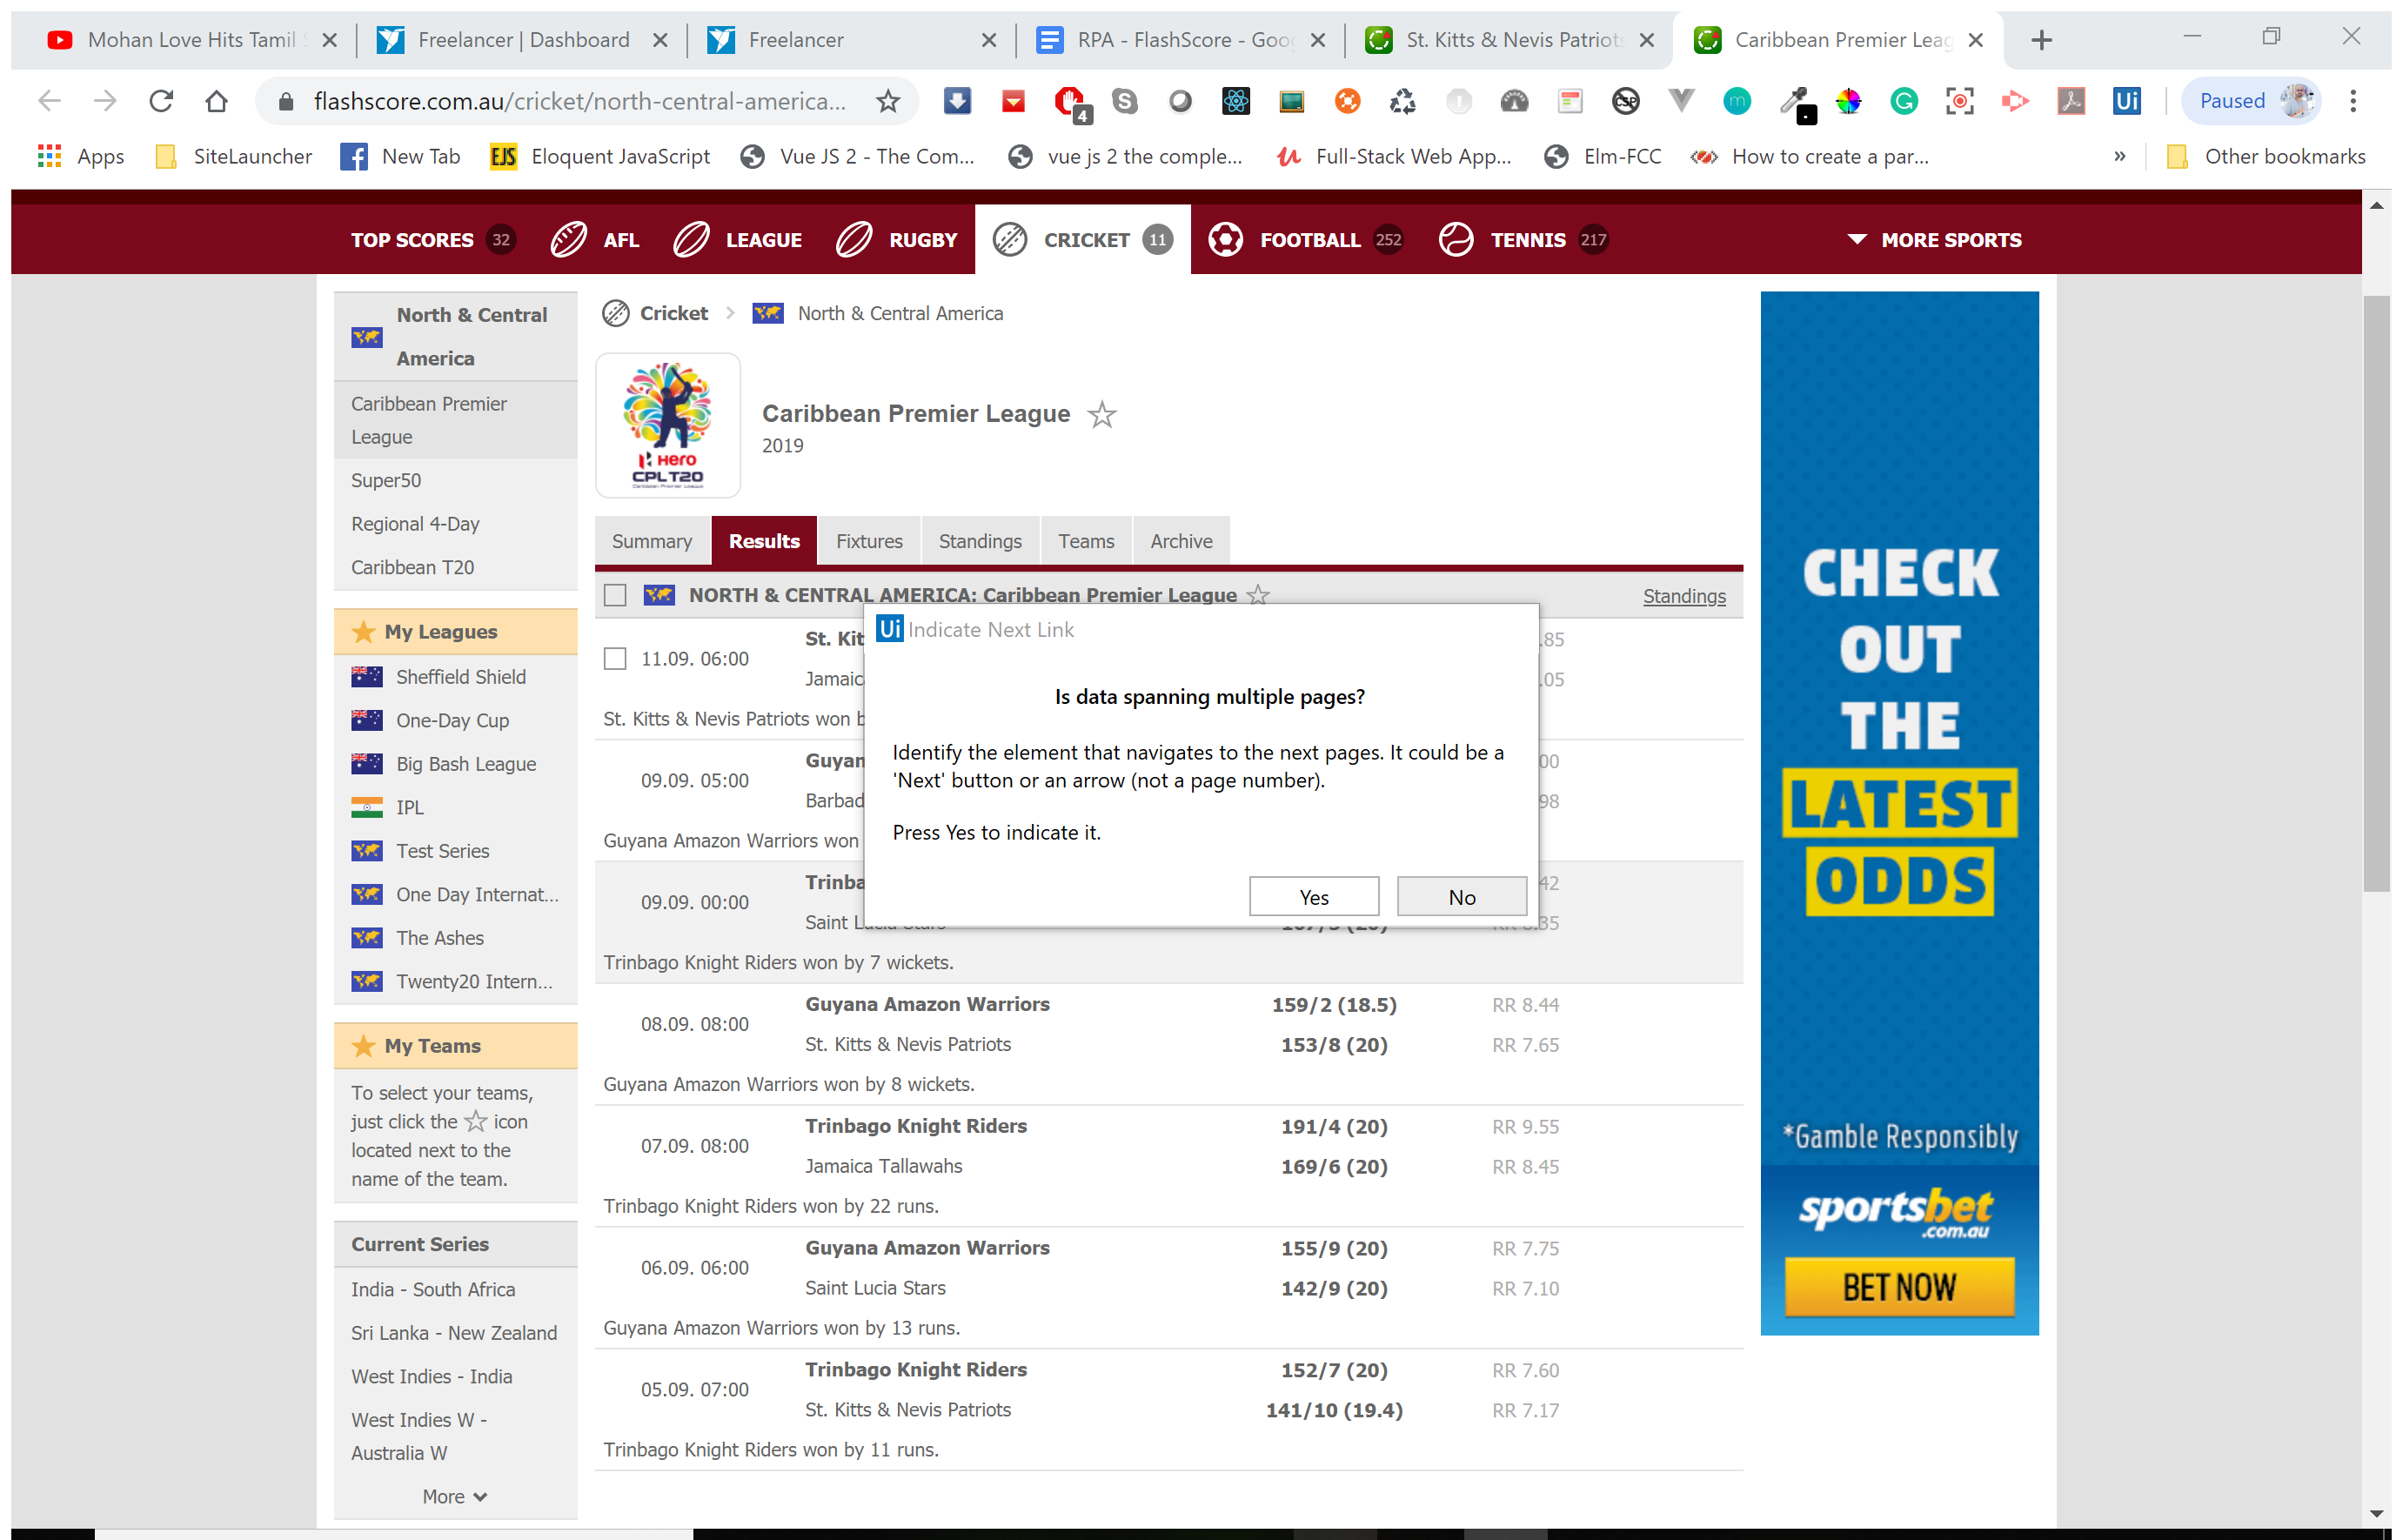 Mohan Love Hits Tamil
Freelancer | Dashboard
Freelancer
RPA - FlashScore - Goo
St. Kitts & Nevis Patriots
Caribbean Premier Leag
flashscore.com.au/cricket/north-central-america...
4
CSP
m
Ui
Paused
Apps
SiteLauncher
New Tab
EJS
Eloquent JavaScript
Vue JS 2 - The Com...
vue js 2 the comple...
Full-Stack Web App...
Elm-FCC
How to create a par...
»
Other bookmarks
TOP SCORES 32
AFL
LEAGUE
RUGBY
CRICKET 11
FOOTBALL 252
TENNIS 217
MORE SPORTS
North & Central
America
Caribbean Premier
League
Super50
Regional 4-Day
Caribbean T20
My Leagues
Sheffield Shield
One-Day Cup
Big Bash League
IPL
Test Series
One Day Internat...
The Ashes
Twenty20 Intern...
My Teams
To select your teams,
just click the icon
located next to the
name of the team.
Current Series
India - South Africa
Sri Lanka - New Zealand
West Indies - India
West Indies W -
Australia W
More
Cricket
North & Central America
HERO
CPLT20
Caribbean Premier League
Caribbean Premier League
2019
Summary
Results
Fixtures
Standings
Teams
Archive
NORTH & CENTRAL AMERICA: Caribbean Premier League
Standings
11.09. 06:00
St. Kit
.85
Jamaic
.05
St. Kitts & Nevis Patriots won b
09.09. 05:00
Guyan
00
Barbad
98
Guyana Amazon Warriors won
09.09. 00:00
Trinba
42
Saint Lucia Stars
167/5 (20)
RR 8.35
Trinbago Knight Riders won by 7 wickets.
Ui Indicate Next Link
Is data spanning multiple pages?
Identify the element that navigates to the next pages. It could be a
'Next' button or an arrow (not a page number).
Press Yes to indicate it.
Yes
No
08.09. 08:00
Guyana Amazon Warriors
159/2 (18.5)
RR 8.44
St. Kitts & Nevis Patriots
153/8 (20)
RR 7.65
Guyana Amazon Warriors won by 8 wickets.
07.09. 08:00
Trinbago Knight Riders
191/4 (20)
RR 9.55
Jamaica Tallawahs
169/6 (20)
RR 8.45
Trinbago Knight Riders won by 22 runs.
06.09. 06:00
Guyana Amazon Warriors
155/9 (20)
RR 7.75
Saint Lucia Stars
142/9 (20)
RR 7.10
Guyana Amazon Warriors won by 13 runs.
05.09. 07:00
Trinbago Knight Riders
152/7 (20)
RR 7.60
St. Kitts & Nevis Patriots
141/10 (19.4)
RR 7.17
Trinbago Knight Riders won by 11 runs.
CHECK
OUT
THE
LATEST
ODDS
*Gamble Responsibly
sportsbet
.com.au
BET NOW